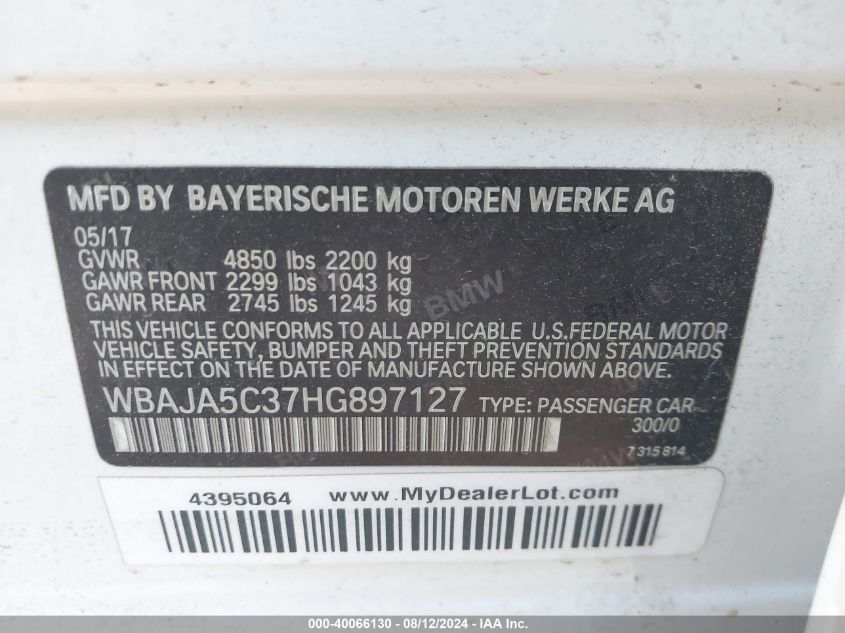 MFD BY BAYERISCHE MOTOREN WERKE AG
05/17
GVWR 4850 lbs 2200 kg
GAWR FRONT 2299 lbs 1043 kg
GAWR REAR 2745 lbs 1245 kg
BMW
THIS VEHICLE CONFORMS TO ALL APPLICABLE U.S.FEDERAL MOTOR
VEHICLE SAFETY, BUMPER AND THEFT PREVENTION STANDARDS
IN EFFECT ON THE DATE OF MANUFACTURE SHOWN ABOVE.
WBAJA5C37HG897127 TYPE: PASSENGER CAR
300/0
7 315 814
4395064 www.MyDealerLot.com
000-40066130 - 08/12/2024 - IAA Inc.